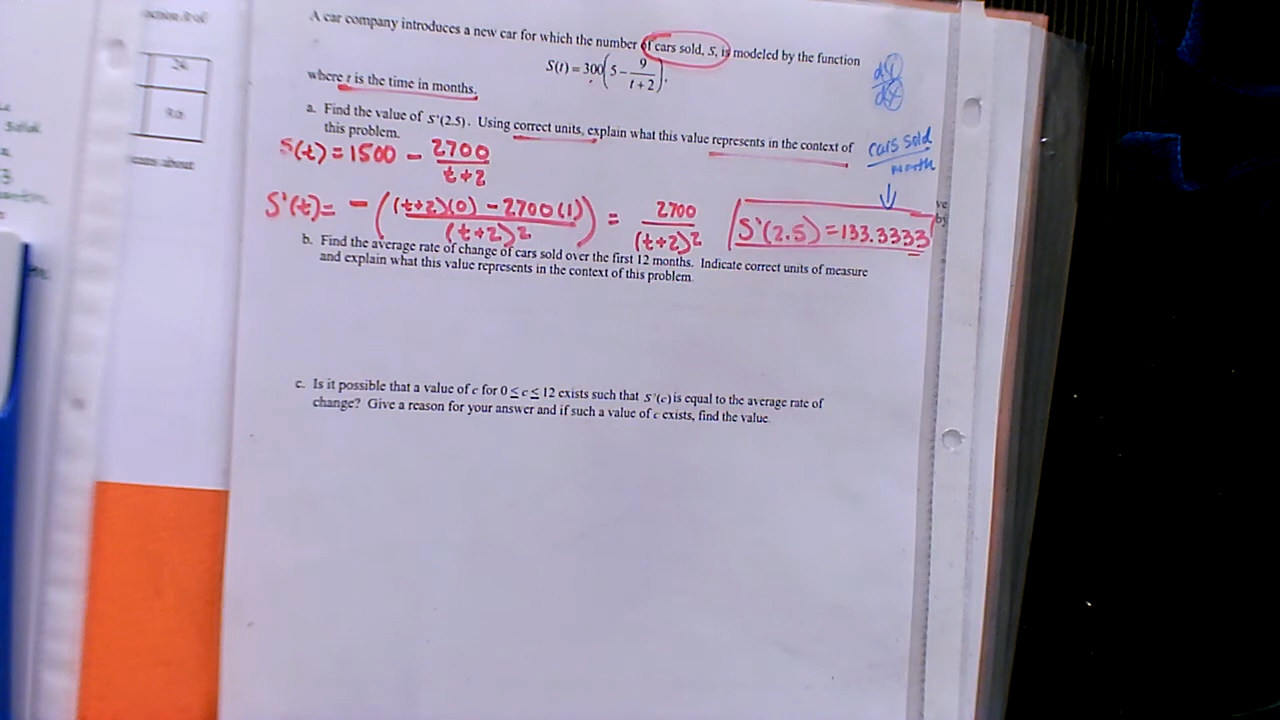 A car company introduces a new car for which the number of cars sold, S, is modeled by the function
S(t) = 300(5 - 9/(t+2)),
where t is the time in months.
dy/dx
a. Find the value of S'(2.5). Using correct units, explain what this value represents in the context of
this problem.
cars sold/month
S(t) = 1500 - 2700/(t+2)
S'(t) = -(((t+2)(0) - 2700(1))/(t+2)^2) = 2700/(t+2)^2
S'(2.5) = 133.3333
b. Find the average rate of change of cars sold over the first 12 months. Indicate correct units of measure
and explain what this value represents in the context of this problem.
c. Is it possible that a value of c for 0 ≤ c ≤ 12 exists such that S'(c) is equal to the average rate of
change? Give a reason for your answer and if such a value of c exists, find the value.